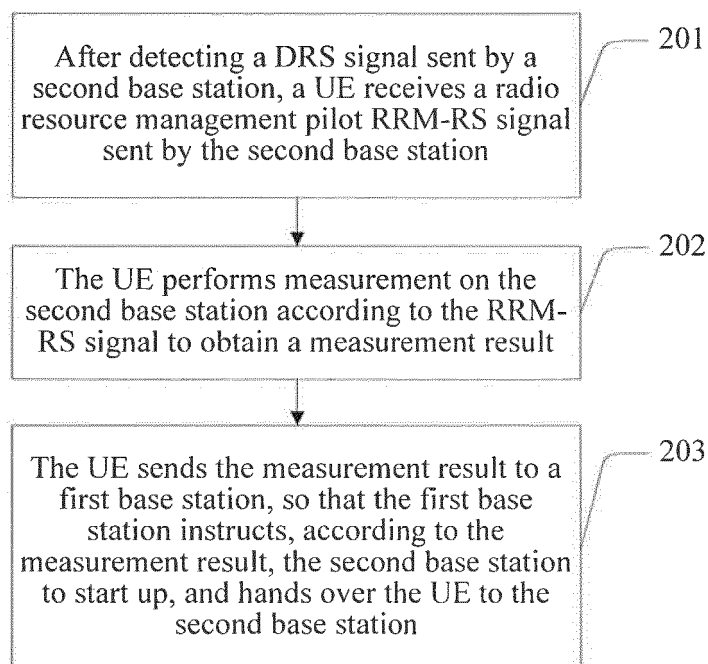 After detecting a DRS signal sent by a
second base station, a UE receives a radio
resource management pilot RRM-RS signal
sent by the second base station
201
The UE performs measurement on the
second base station according to the RRM-
RS signal to obtain a measurement result
202
The UE sends the measurement result to a
first base station, so that the first base
station instructs, according to the
measurement result, the second base station
to start up, and hands over the UE to the
second base station
203